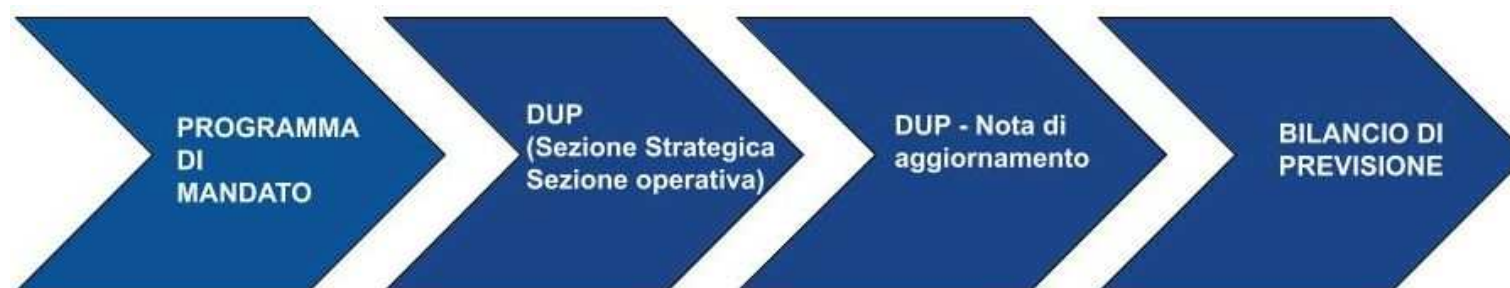 PROGRAMMA
DI
MANDATO
DUP
(Sezione Strategica
Sezione operativa)
DUP - Nota di
aggiornamento
BILANCIO DI
PREVISIONE